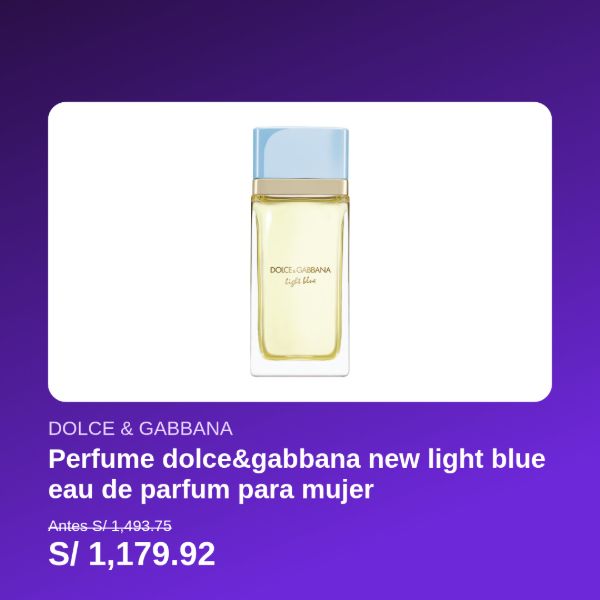 DOLCE & GABBANA
light blue
DOLCE & GABBANA
Perfume dolce&gabbana new light blue
eau de parfum para mujer
Antes S/ 1,493.75
S/ 1,179.92